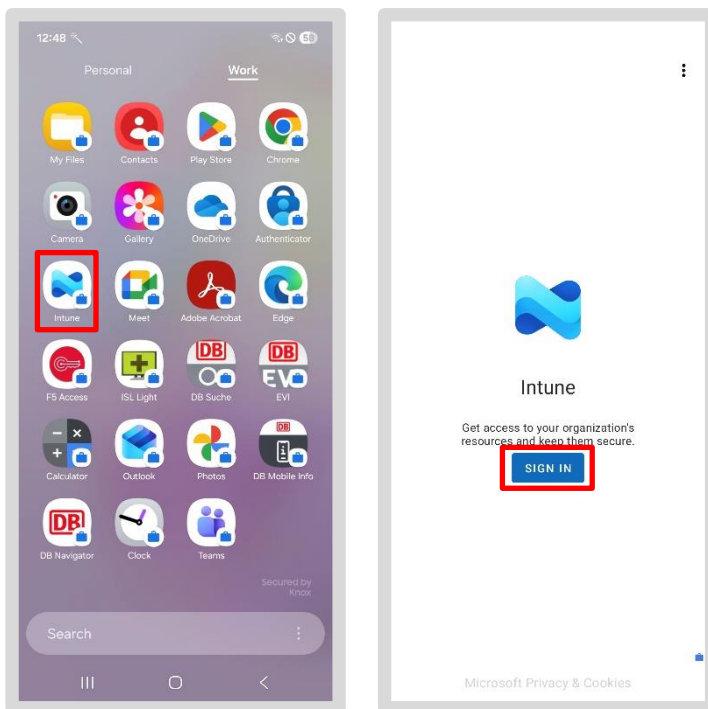 12:48
59
Personal Work
My Files Contacts Play Store Chrome
Camera Gallery OneDrive Authenticator
Intune Meet Adobe Acrobat Edge
DB DB
EVI
F5 Access ISL Light DB Suche EVI
DB
Calculator Outlook Photos DB Mobile Info
DB
DB Navigator Clock Teams
Secured by
Knox
Search
Intune
Get access to your organization's
resources and keep them secure.
SIGN IN
Microsoft Privacy & Cookies